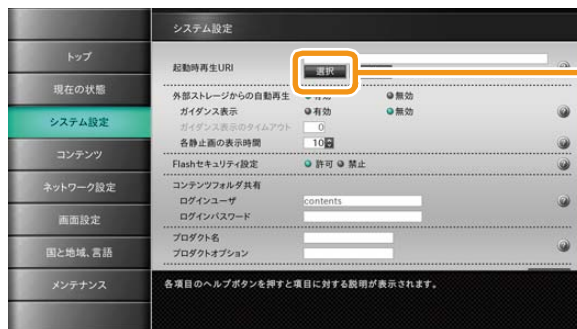 システム設定
トップ
現在の状態
システム設定
コンテンツ
ネットワーク設定
画面設定
国と地域、言語
メンテナンス
起動時再生URI
選択
外部ストレージからの自動再生 有効 無効
ガイダンス表示 有効 無効
ガイダンス表示のタイムアウト 0
各静止画の表示時間 10
Flashセキュリティ設定 許可 禁止
コンテンツフォルダ共有
ログインユーザ contents
ログインパスワード
プロダクト名
プロダクトオプション
各項目のヘルプボタンを押すと項目に対する説明が表示されます。